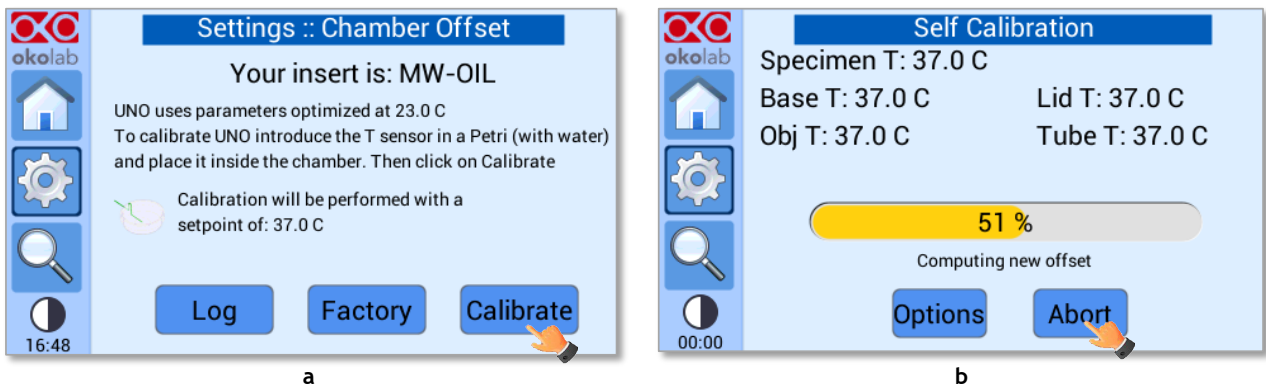 Settings :: Chamber Offset
okolab
Your insert is: MW-OIL
UNO uses parameters optimized at 23.0 C
To calibrate UNO introduce the T sensor in a Petri (with water)
and place it inside the chamber. Then click on Calibrate
Calibration will be performed with a
setpoint of: 37.0 C
Log Factory Calibrate
16:48
a
Self Calibration
okolab
Specimen T: 37.0 C
Base T: 37.0 C Lid T: 37.0 C
Obj T: 37.0 C Tube T: 37.0 C
51 %
Computing new offset
Options Abort
00:00
b